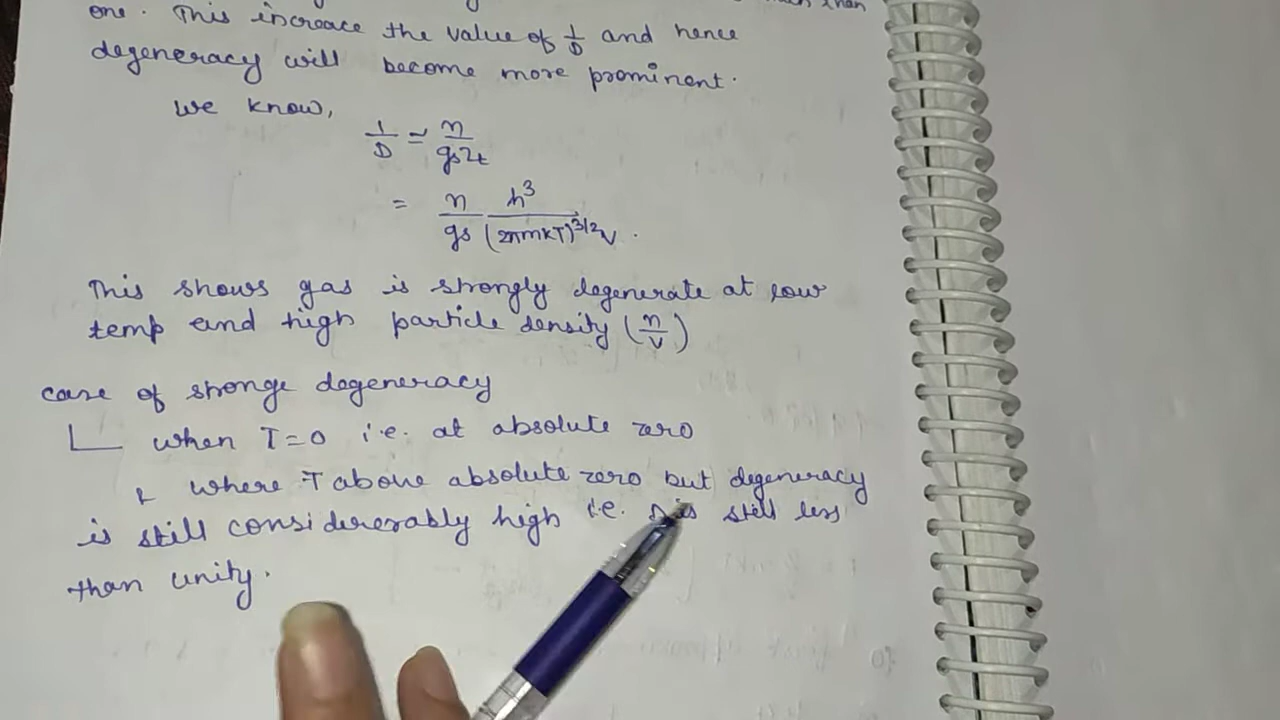 one. This increace the value of 1/D and hence
degeneracy will become more prominent.
we know,
1/D = n/gsZt
= n/gs h³/(2πmkT)^3/2 V .
This shows gas is strongly degenerate at low
temp and high particle density (n/V)
case of stronge degeneracy
when T=0 i.e. at absolute zero
where T above absolute zero but degeneracy
is still considererably high i.e. D is still less
than unity.